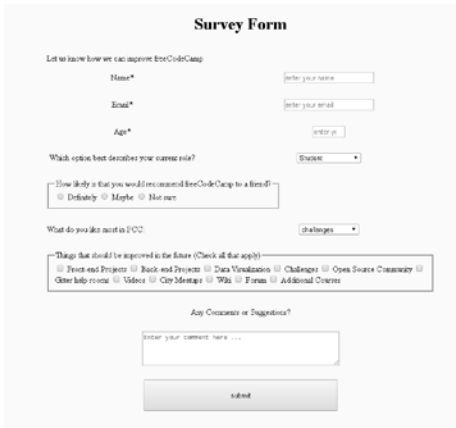 Survey Form
Let us know how we can improve freeCodeCamp
Name* enter your name
Email* enter your email
Age* enter yo
Which option best describes your current role? Student
How likely is that you would recommend freeCodeCamp to a friend?
Definitely Maybe Not sure
What do you like most in FCC: challenges
Things that should be improved in the future (Check all that apply)
Front-end Projects Back-end Projects Data Visualization Challenges Open Source Community
Gitter help rooms Videos City Meetups Wiki Forum Additional Courses
Any Comments or Suggestions?
Enter your comment here ...
submit